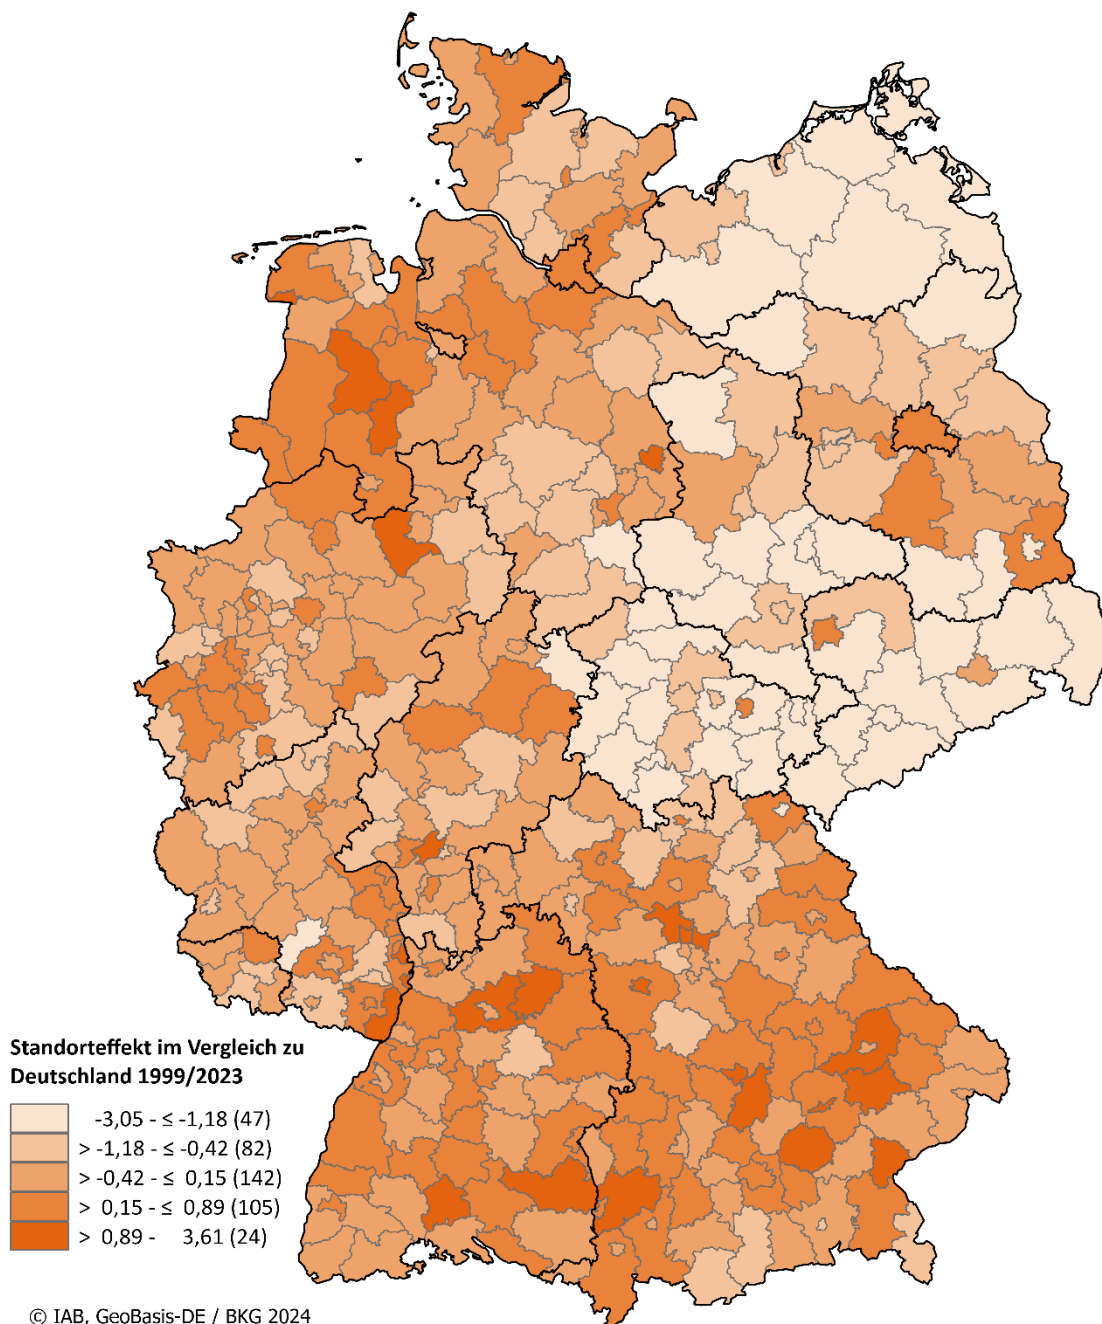 Standorteffekt im Vergleich zu
Deutschland 1999/2023
-3,05 - ≤ -1,18 (47)
> -1,18 - ≤ -0,42 (82)
> -0,42 - ≤ 0,15 (142)
> 0,15 - ≤ 0,89 (105)
> 0,89 - 3,61 (24)
© IAB, GeoBasis-DE / BKG 2024